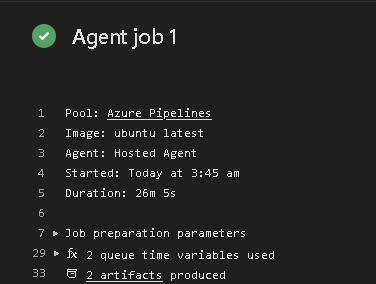 Agent job 1
1 Pool: Azure Pipelines
2 Image: ubuntu latest
3 Agent: Hosted Agent
4 Started: Today at 3:45 am
5 Duration: 26m 5s
6
7 Job preparation parameters
29 fx 2 queue time variables used
33 2 artifacts produced